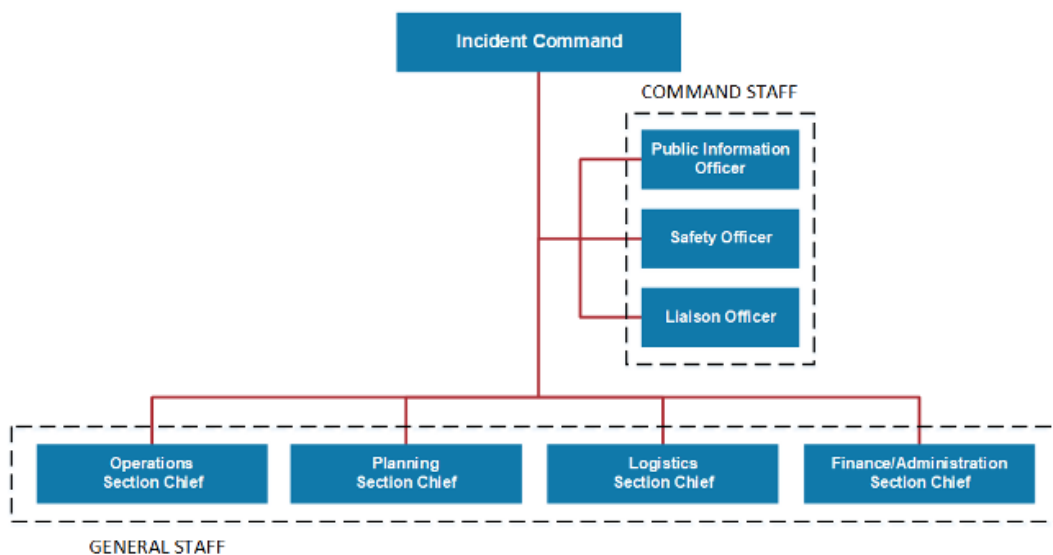 Incident Command
COMMAND STAFF
Public Information
Officer
Safety Officer
Liaison Officer
Operations
Section Chief
Planning
Section Chief
Logistics
Section Chief
Finance/Administration
Section Chief
GENERAL STAFF